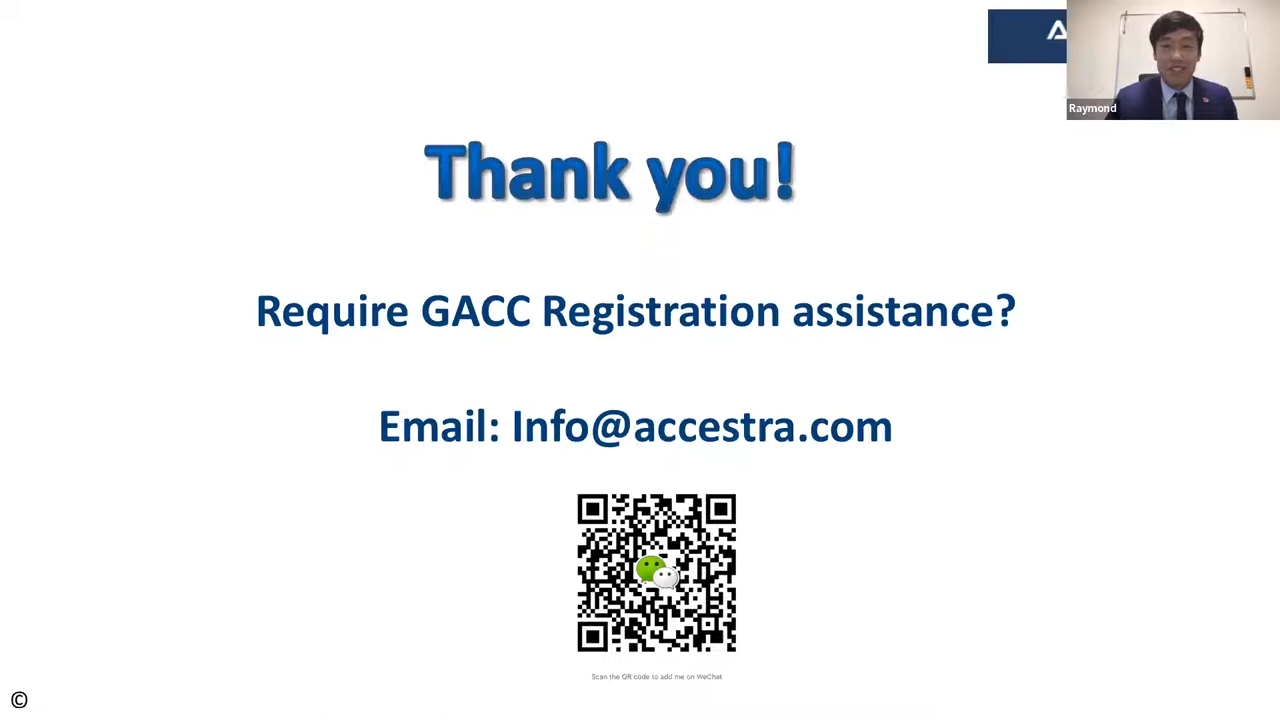 Raymond
Thank you!
Require GACC Registration assistance?
Email: Info@accestra.com
Scan the QR code to add me on WeChat
©